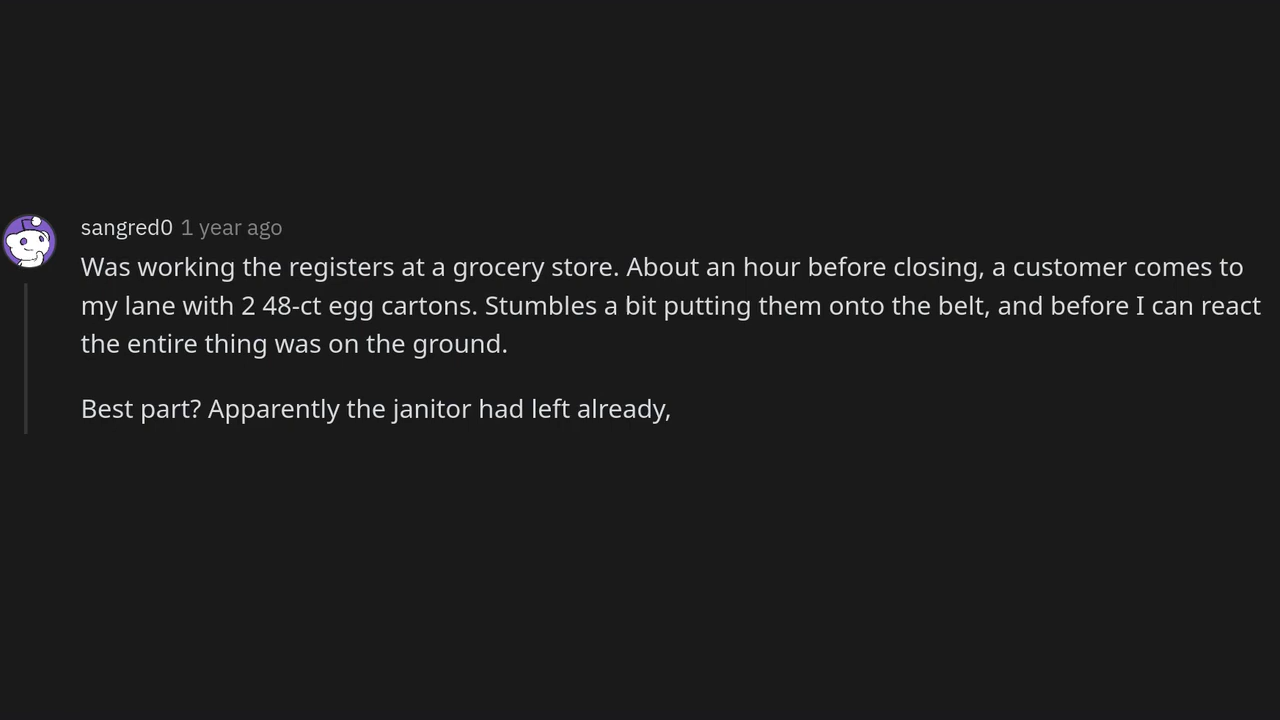 sangred0 1 year ago
Was working the registers at a grocery store. About an hour before closing, a customer comes to
my lane with 2 48-ct egg cartons. Stumbles a bit putting them onto the belt, and before I can react
the entire thing was on the ground.
Best part? Apparently the janitor had left already,